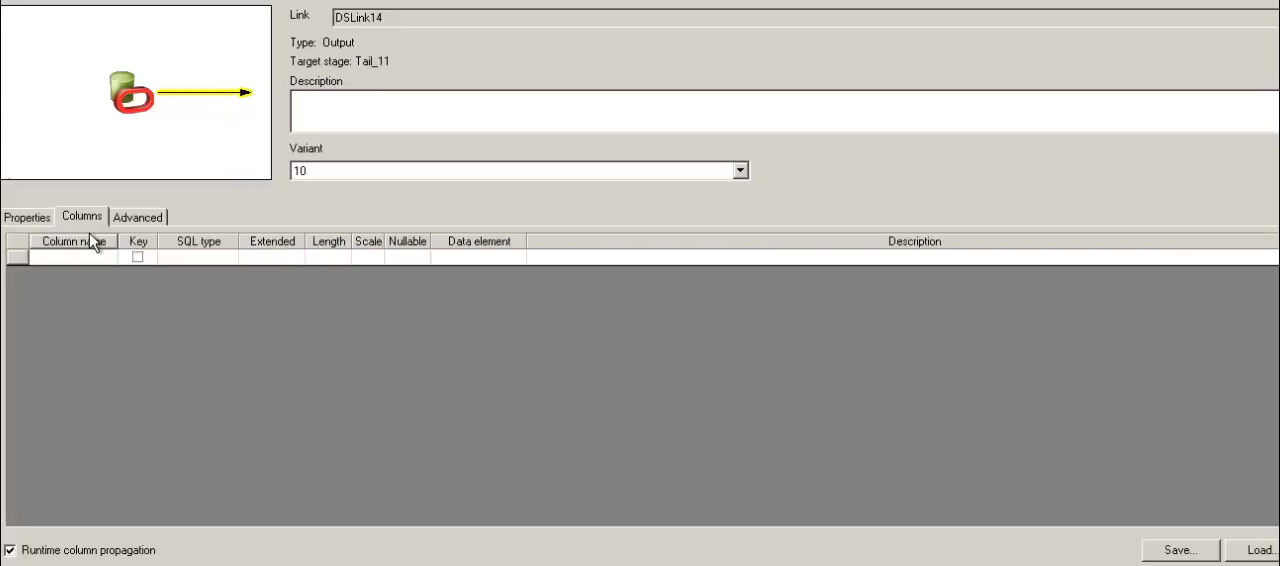 Link DSLink14
Type: Output
Target stage: Tail_11
Description
Variant
10
Properties Columns Advanced
Column name Key SQL type Extended Length Scale Nullable Data element Description
Runtime column propagation Save... Load...